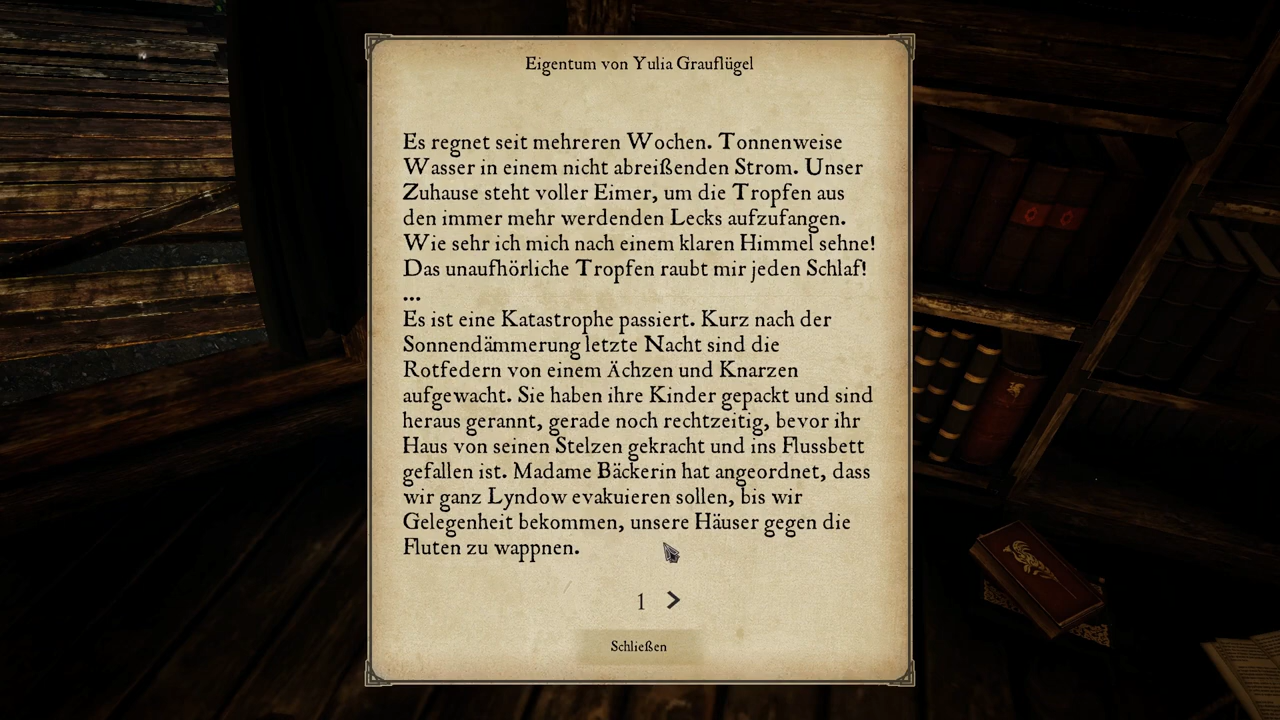 Eigentum von Yulia Grauflügel
Es regnet seit mehreren Wochen. Tonnenweise
Wasser in einem nicht abreißenden Strom. Unser
Zuhause steht voller Eimer, um die Tropfen aus
den immer mehr werdenden Lecks aufzufangen.
Wie sehr ich mich nach einem klaren Himmel sehne!
Das unaufhörliche Tropfen raubt mir jeden Schlaf!
...
Es ist eine Katastrophe passiert. Kurz nach der
Sonnendämmerung letzte Nacht sind die
Rotfedern von einem Ächzen und Knarzen
aufgewacht. Sie haben ihre Kinder gepackt und sind
heraus gerannt, gerade noch rechtzeitig, bevor ihr
Haus von seinen Stelzen gekracht und ins Flussbett
gefallen ist. Madame Bäckerin hat angeordnet, dass
wir ganz Lyndow evakuieren sollen, bis wir
Gelegenheit bekommen, unsere Häuser gegen die
Fluten zu wappnen.
1 >
Schließen